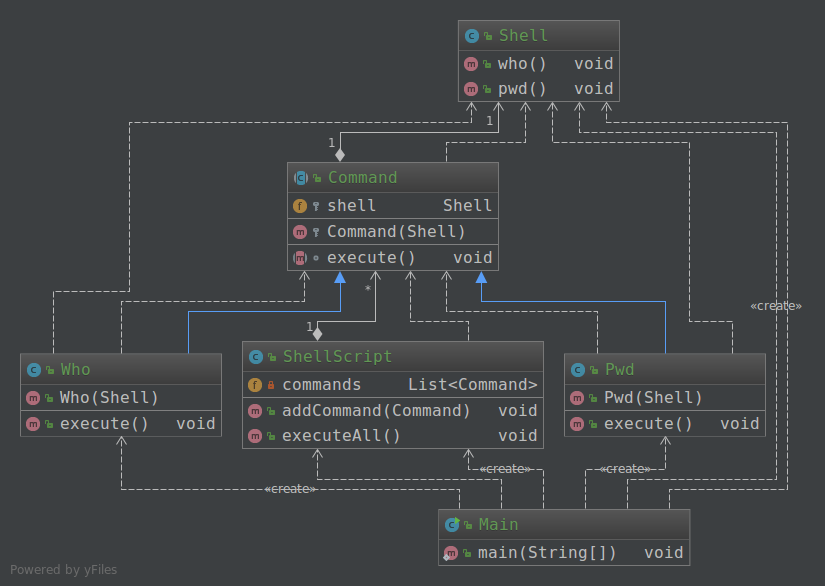 Shell
who() void
pwd() void
1
1
Command
shell Shell
Command(Shell)
execute() void
*
«create»
1
Who
Who(Shell)
execute() void
ShellScript
commands List<Command>
addCommand(Command) void
executeAll() void
Pwd
Pwd(Shell)
execute() void
«create»
«create»
«create»
Main
main(String[]) void
Powered by yFiles